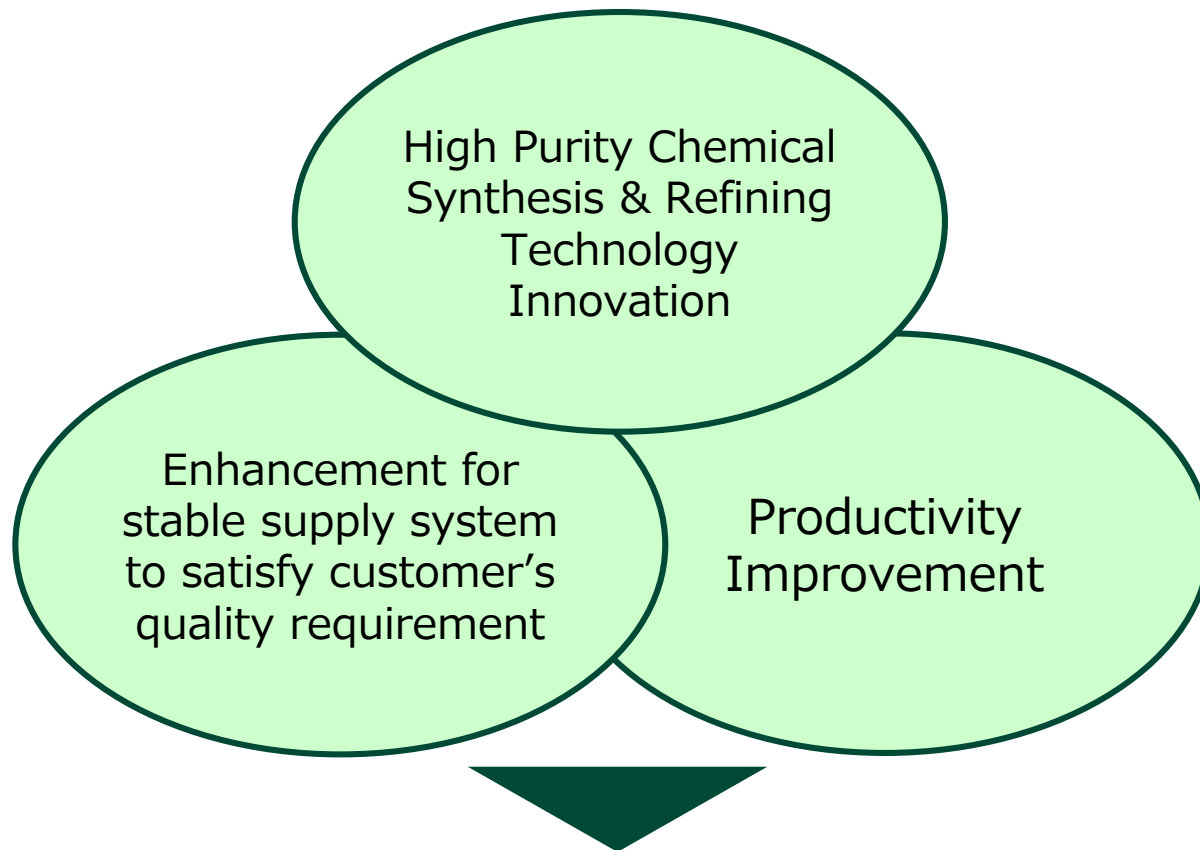 High Purity Chemical
Synthesis & Refining
Technology
Innovation
Enhancement for
stable supply system
to satisfy customer’s
quality requirement
Productivity
Improvement